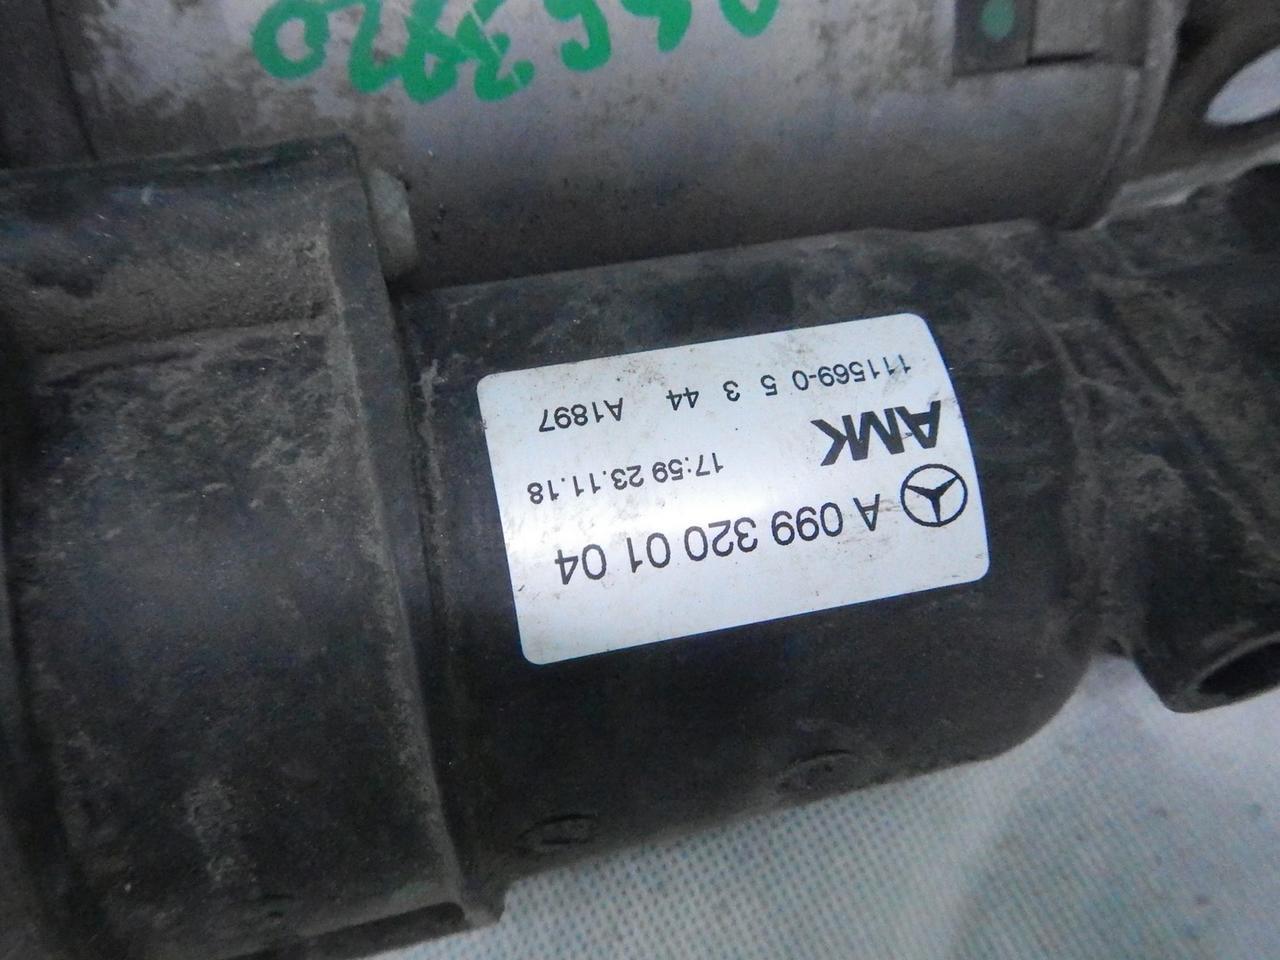 A 099 320 01 04
AMK 17:59 23.11.18
111569-0 5 3 44 A1897